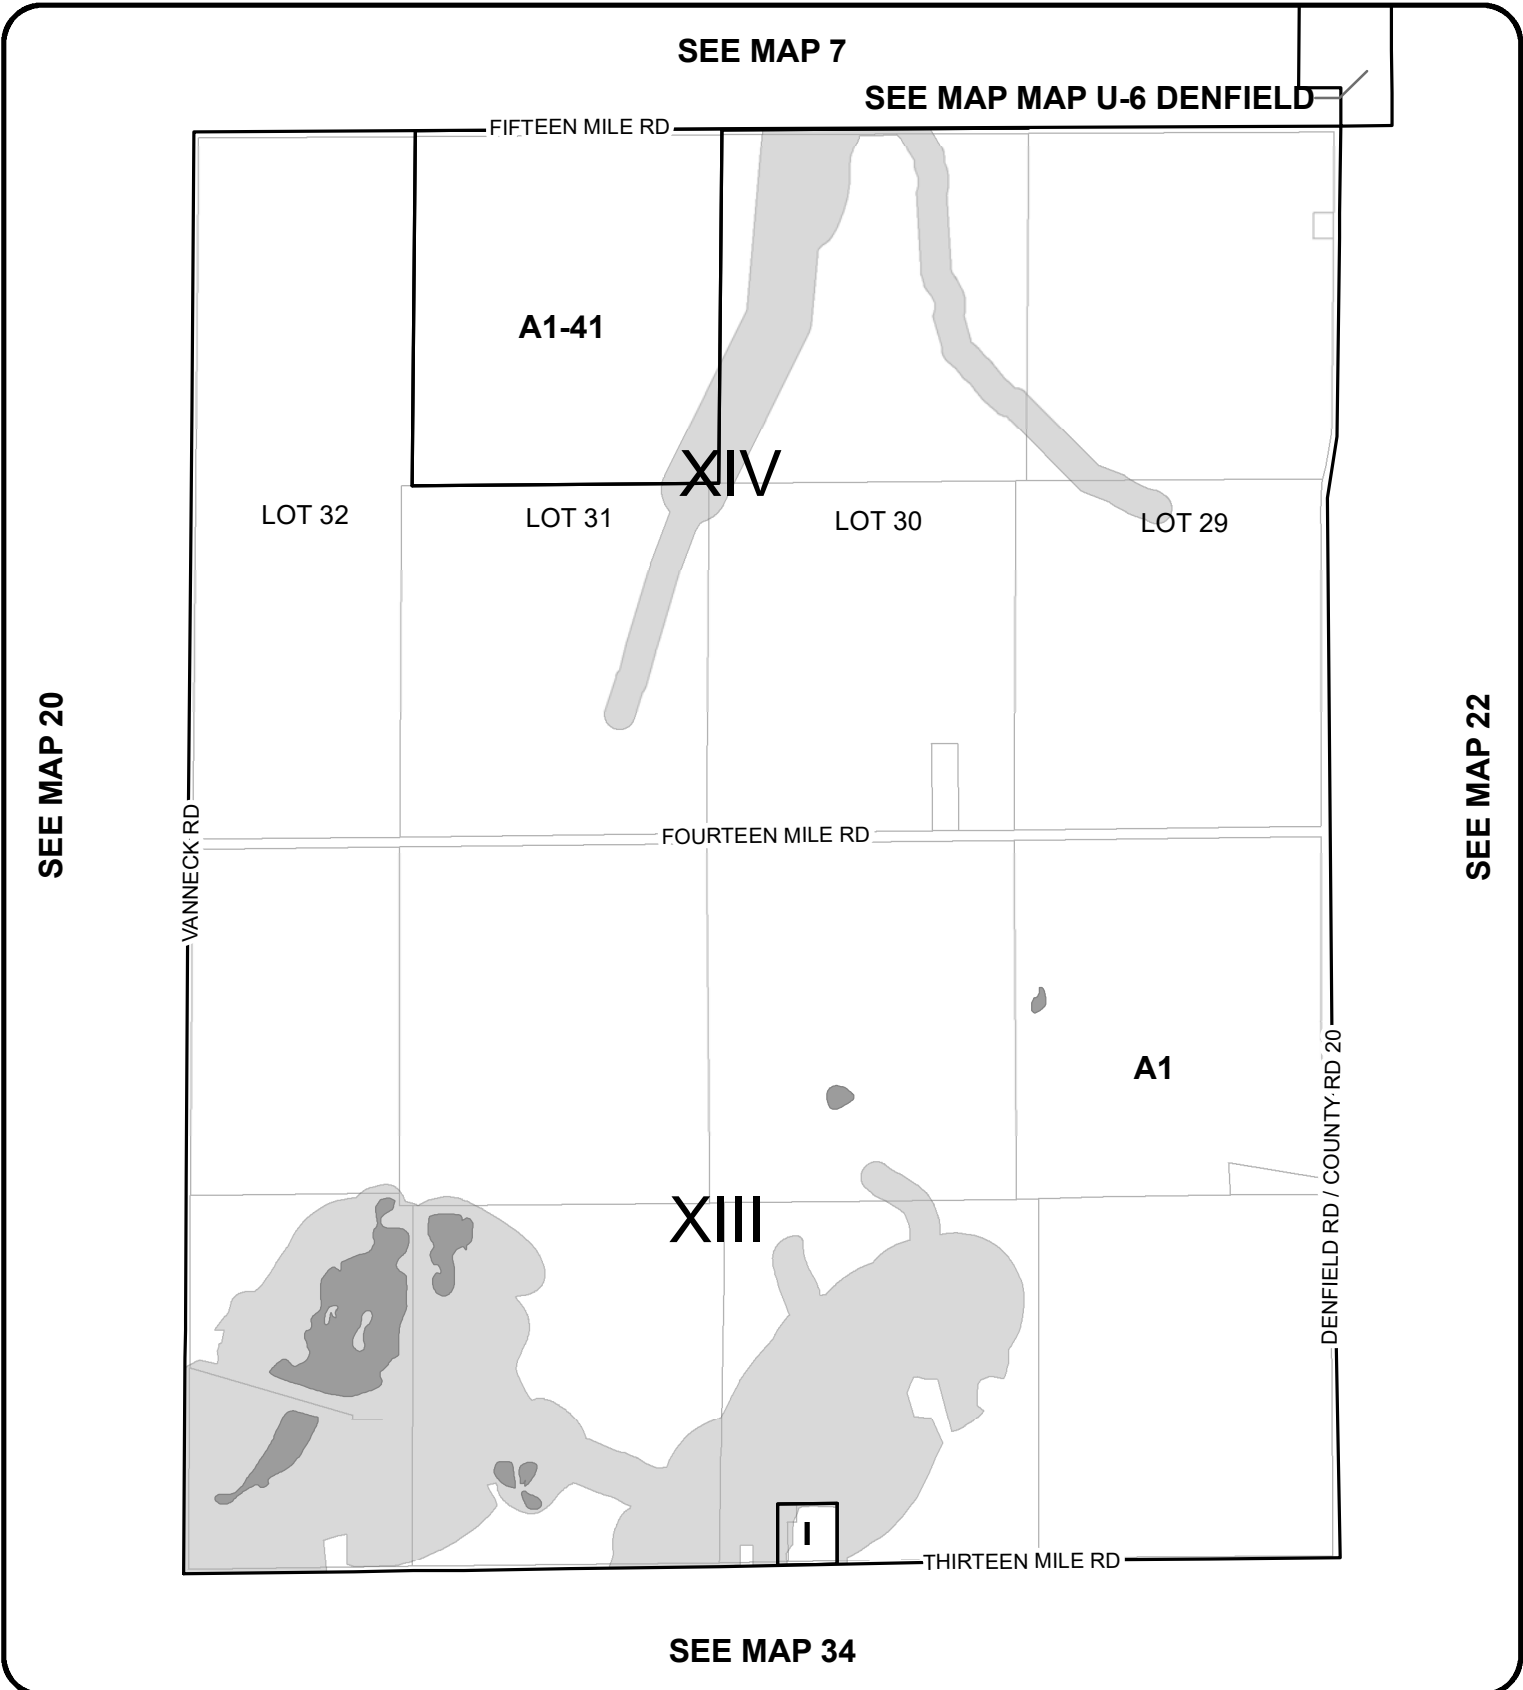 SEE MAP 7
SEE MAP MAP U-6 DENFIELD
FIFTEEN MILE RD
A1-41
XIV
LOT 32
LOT 31
LOT 30
LOT 29
SEE MAP 20
SEE MAP 22
VANNECK RD
FOURTEEN MILE RD
A1
DENFIELD RD / COUNTY RD 20
XIII
I
THIRTEEN MILE RD
SEE MAP 34